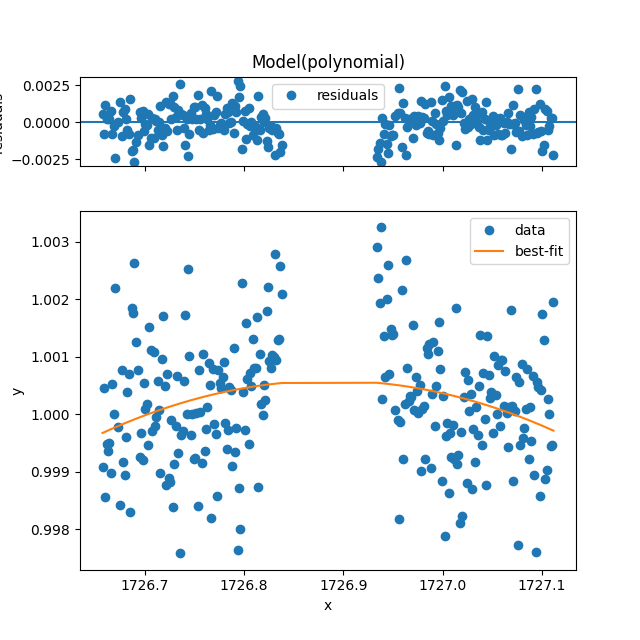 Model(polynomial)
0.0025
0.0000
−0.0025
residuals
1.003
1.002
1.001
1.000
0.999
0.998
y
data
best-fit
1726.7 1726.8 1726.9 1727.0 1727.1
x